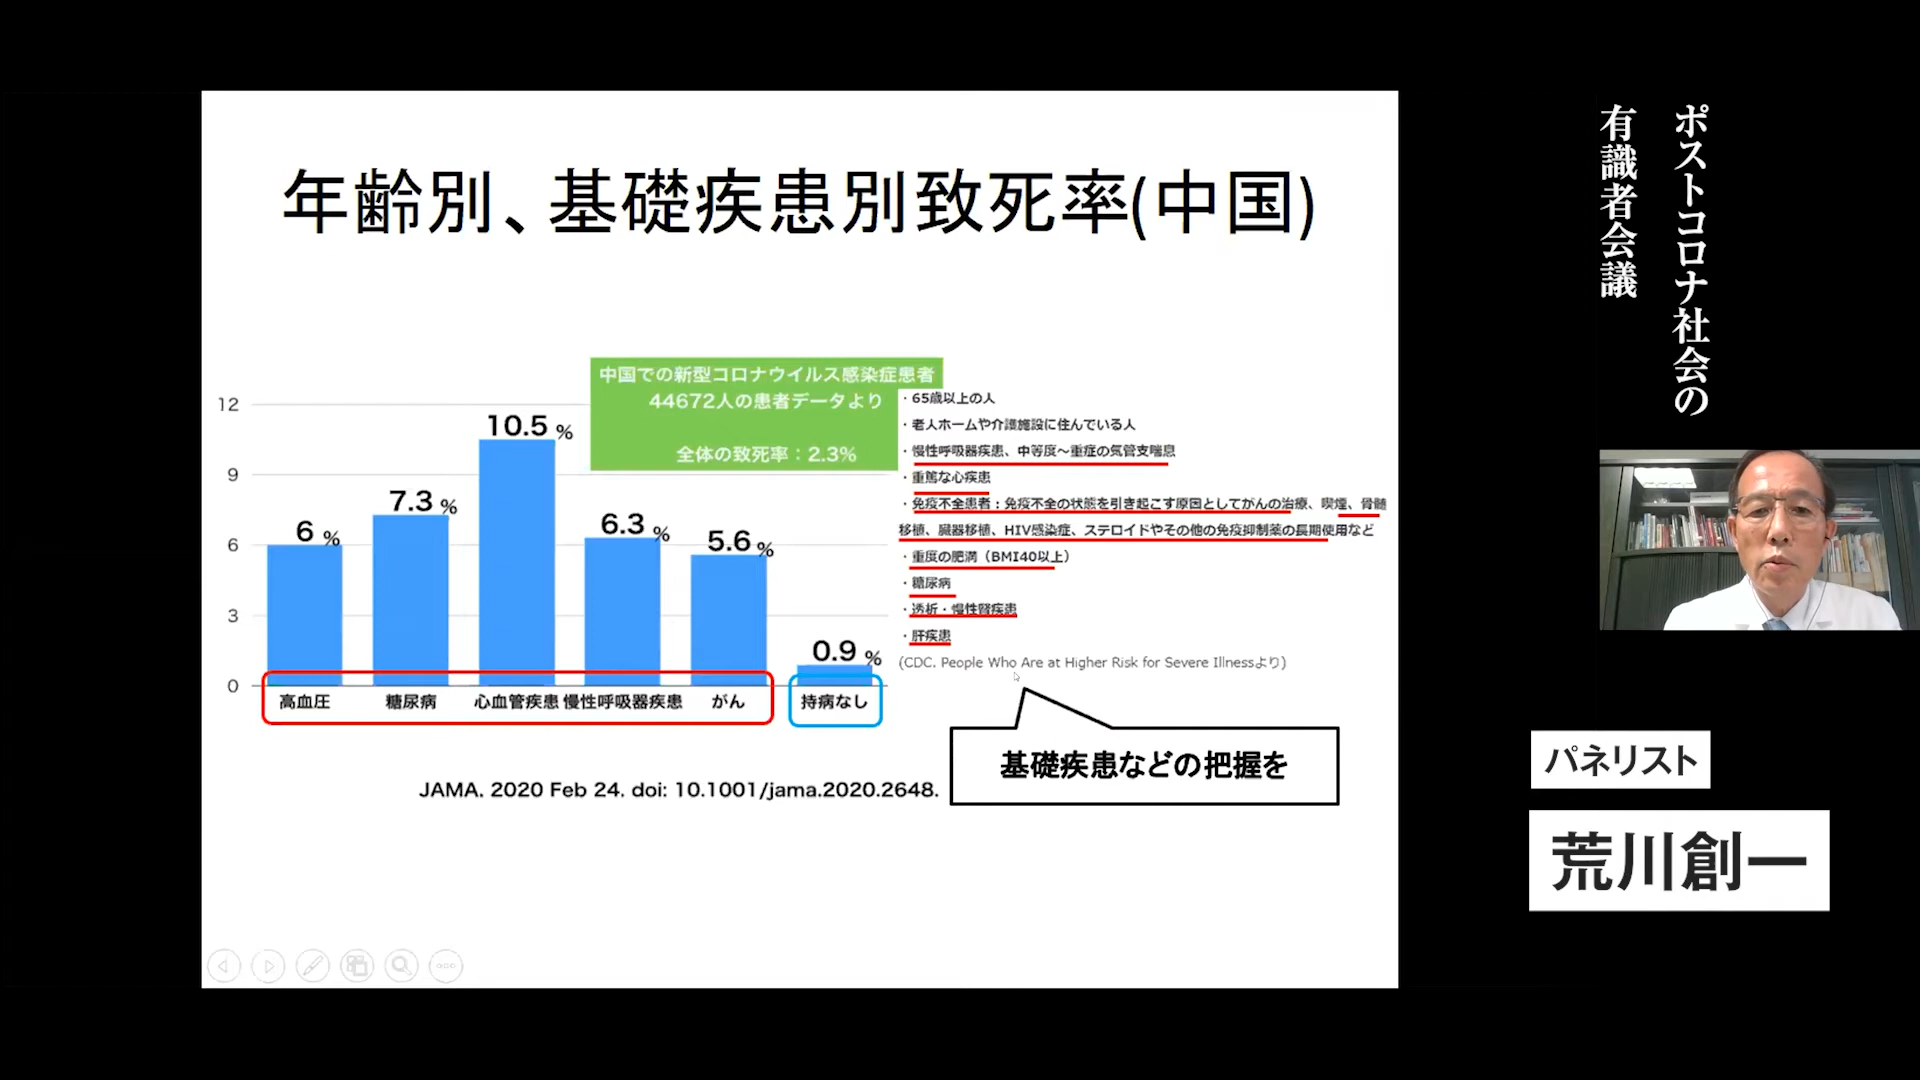 年齢別、基礎疾患別致死率(中国)
中国での新型コロナウイルス感染症患者
44672人の患者データより
全体の致死率：2.3%
12
9
6
3
0
6 %
7.3 %
10.5 %
6.3 %
5.6 %
0.9 %
高血圧
糖尿病
心血管疾患
慢性呼吸器疾患
がん
持病なし
・65歳以上の人
・老人ホームや介護施設に住んでいる人
・慢性呼吸器疾患、中等度〜重症の気管支喘息
・重篤な心疾患
・免疫不全患者：免疫不全の状態を引き起こす原因としてがんの治療、喫煙、骨髄
移植、臓器移植、HIV感染症、ステロイドやその他の免疫抑制薬の長期使用など
・重度の肥満（BMI40以上）
・糖尿病
・透析・慢性腎疾患
・肝疾患
(CDC. People Who Are at Higher Risk for Severe Illnessより)
基礎疾患などの把握を
JAMA. 2020 Feb 24. doi: 10.1001/jama.2020.2648.
ポストコロナ社会の
有識者会議
パネリスト
荒川創一